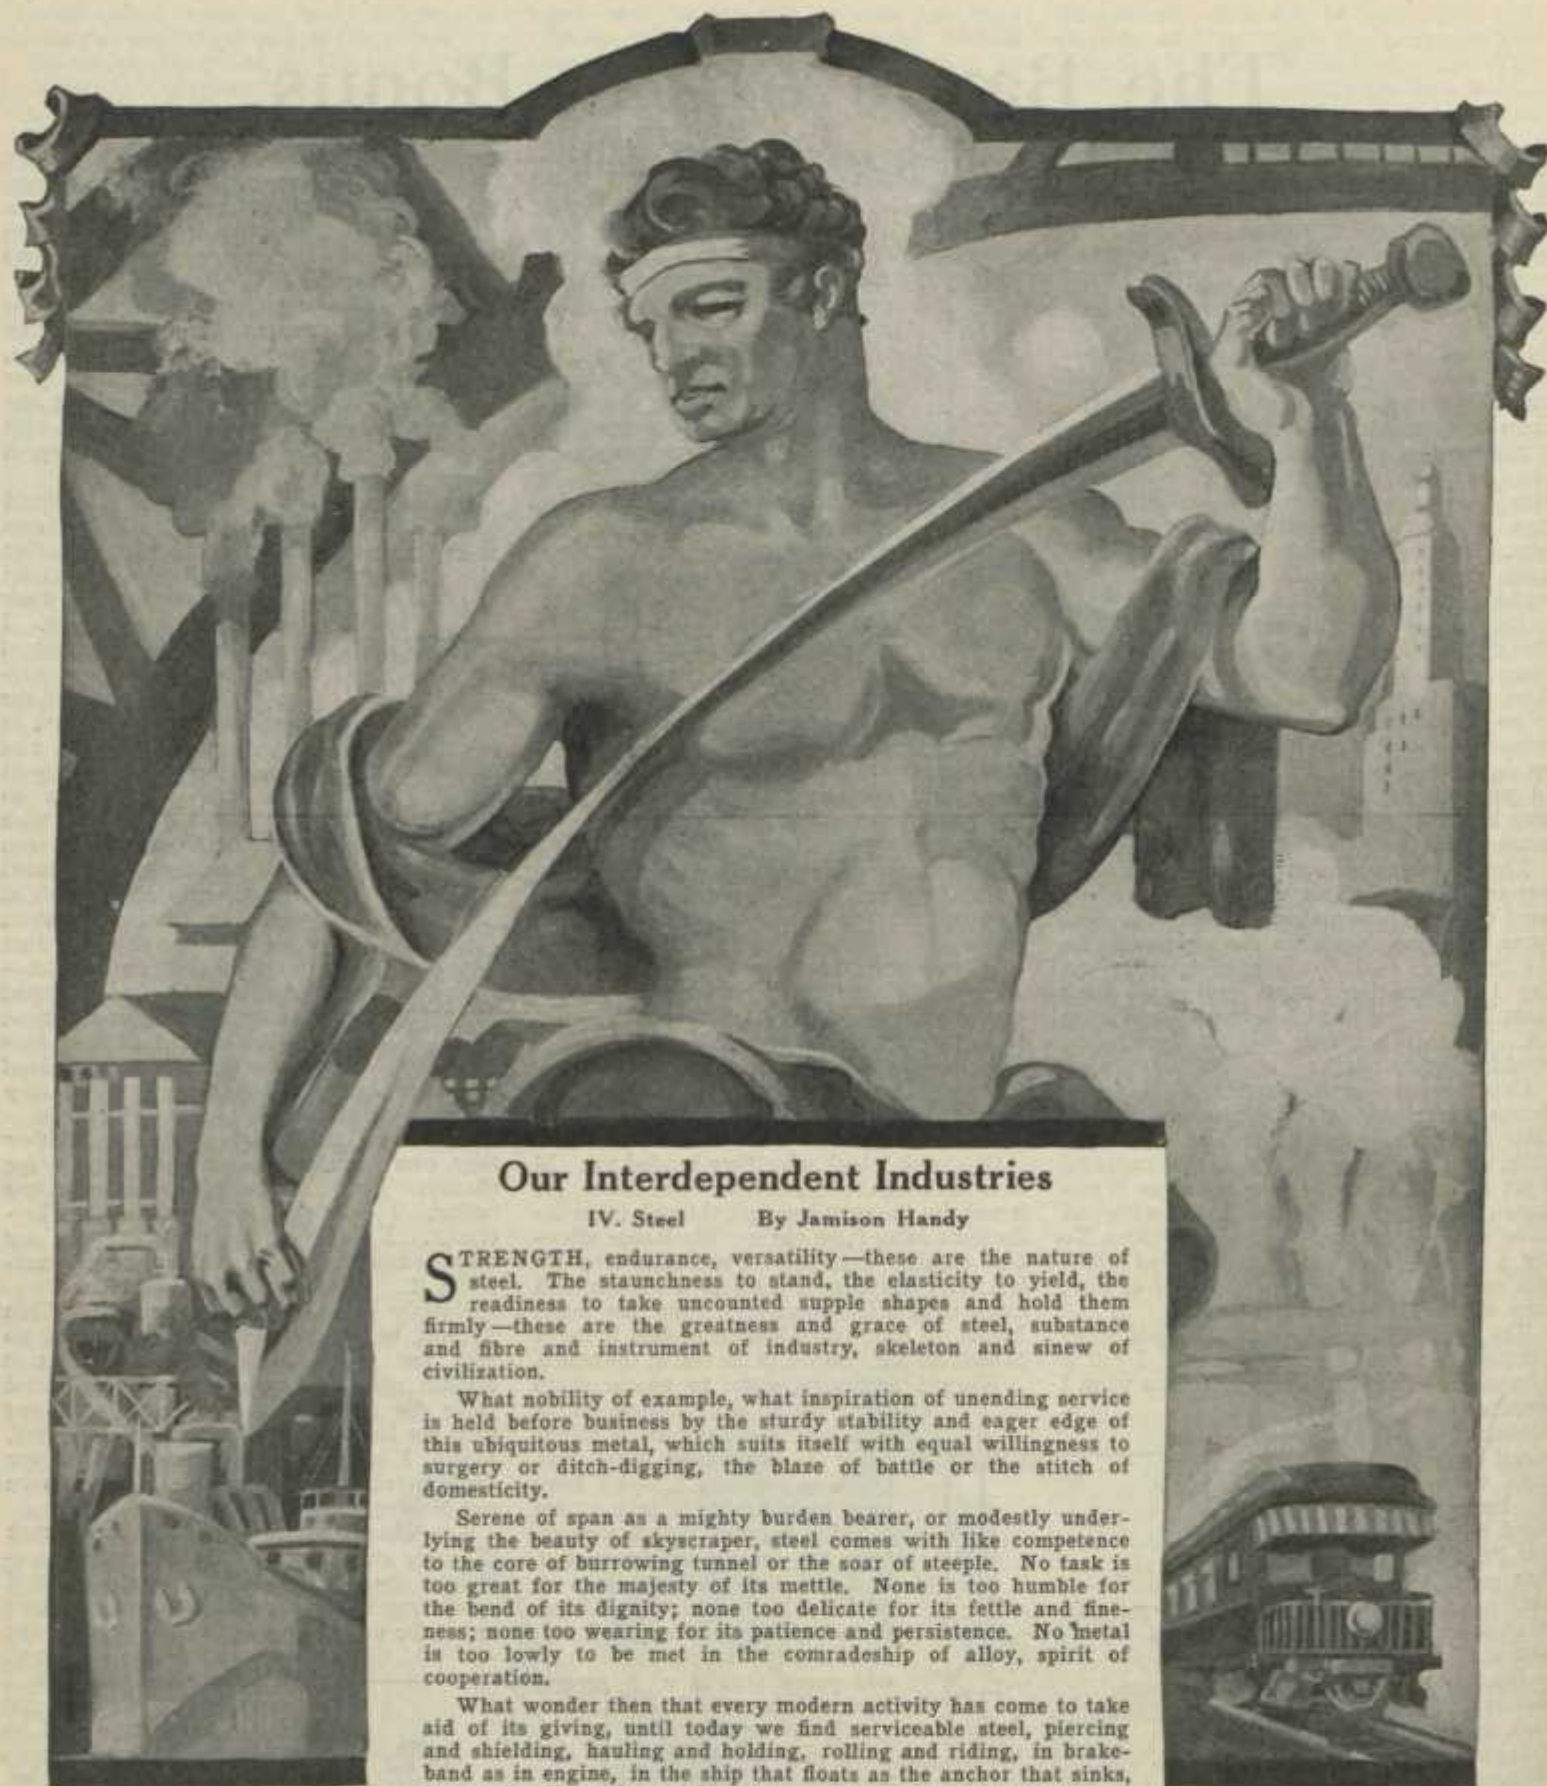 Our Interdependent Industries
IV. Steel By Jamison Handy
STRENGTH, endurance, versatility—these are the nature of
steel. The staunchness to stand, the elasticity to yield, the
readiness to take uncounted supple shapes and hold them
firmly—these are the greatness and grace of steel, substance
and fibre and instrument of industry, skeleton and sinew of
civilization.
What nobility of example, what inspiration of unending service
is held before business by the sturdy stability and eager edge of
this ubiquitous metal, which suits itself with equal willingness to
surgery or ditch-digging, the blaze of battle or the stitch of
domesticity.
Serene of span as a mighty burden bearer, or modestly under-
lying the beauty of skyscraper, steel comes with like competence
to the core of burrowing tunnel or the soar of steeple. No task is
too great for the majesty of its mettle. None is too humble for
the bend of its dignity; none too delicate for its fettle and fine-
ness; none too wearing for its patience and persistence. No metal
is too lowly to be met in the comradeship of alloy, spirit of
cooperation.
What wonder then that every modern activity has come to take
aid of its giving, until today we find serviceable steel, piercing
and shielding, hauling and holding, rolling and riding, in brake-
band as in engine, in the ship that floats as the anchor that sinks,